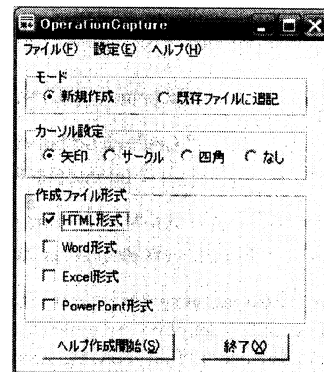 OperationCapture
ファイル(F) 設定(E) ヘルプ(H)
モード
新規作成 既存ファイルに追記
カーソル設定
矢印 サークル 四角 なし
作成ファイル形式
HTML形式
Word形式
Excel形式
PowerPoint形式
ヘルプ作成開始(S) 終了(X)